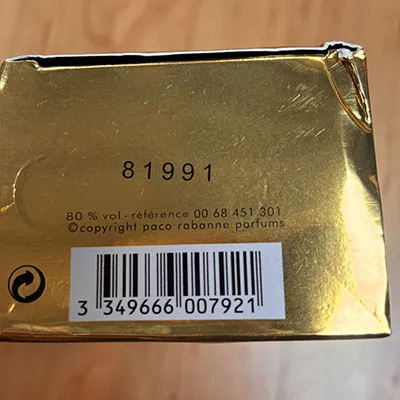 81991
80 % vol - référence 00 68 451 301
©copyright paco rabanne parfums
3 349666 007921